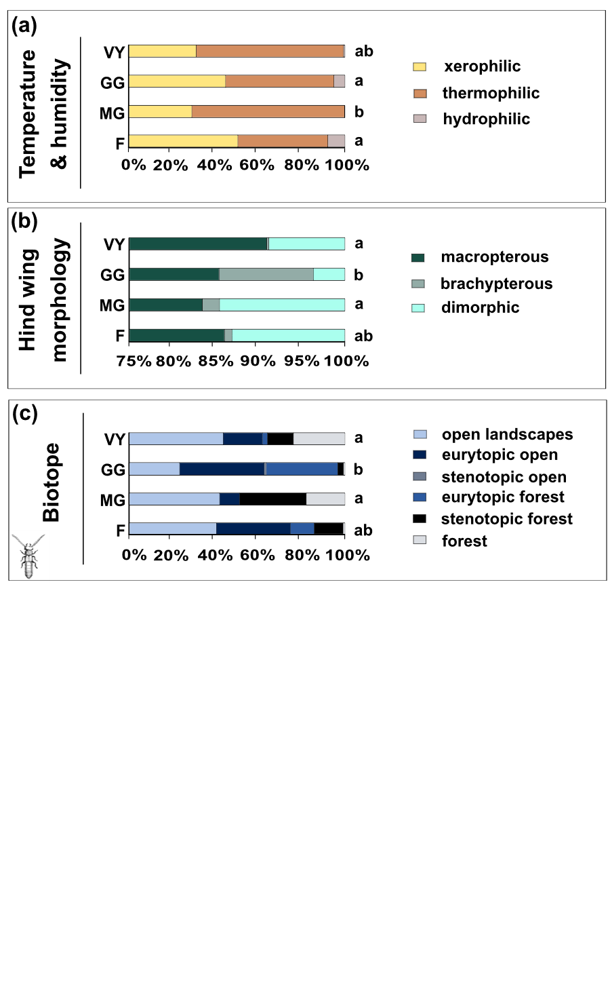 (a)
Temperature
& humidity
VY ab
GG a
MG b
F a
0% 20% 40% 60% 80% 100%
xerophilic
thermophilic
hydrophilic
(b)
Hind wing
morphology
VY a
GG b
MG a
F ab
75% 80% 85% 90% 95% 100%
macropterous
brachypterous
dimorphic
(c)
Biotope
VY a
GG b
MG a
F ab
0% 20% 40% 60% 80% 100%
open landscapes
eurytopic open
stenotopic open
eurytopic forest
stenotopic forest
forest